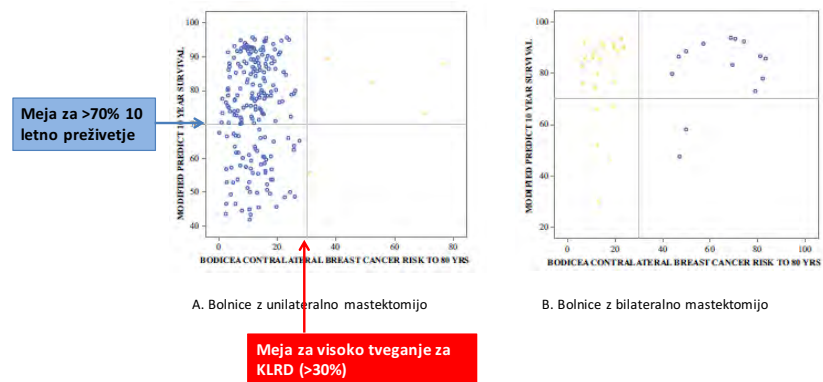 100
90
80
70
60
50
40
0
20
40
60
80
MODIFIED PREDICT 10 YEAR SURVIVAL
BODICEA CONTRALATERAL BREAST CANCER RISK TO 80 YRS
100
80
60
40
20
0
20
40
60
80
100
MODIFIED PREDICT 10 YEAR SURVIVAL
BODICEA CONTRALATERAL BREAST CANCER RISK TO 80 YRS
Meja za >70% 10
letno preživetje
A. Bolnice z unilateralno mastektomijo
B. Bolnice z bilateralno mastektomijo
Meja za visoko tveganje za
KLRD (>30%)